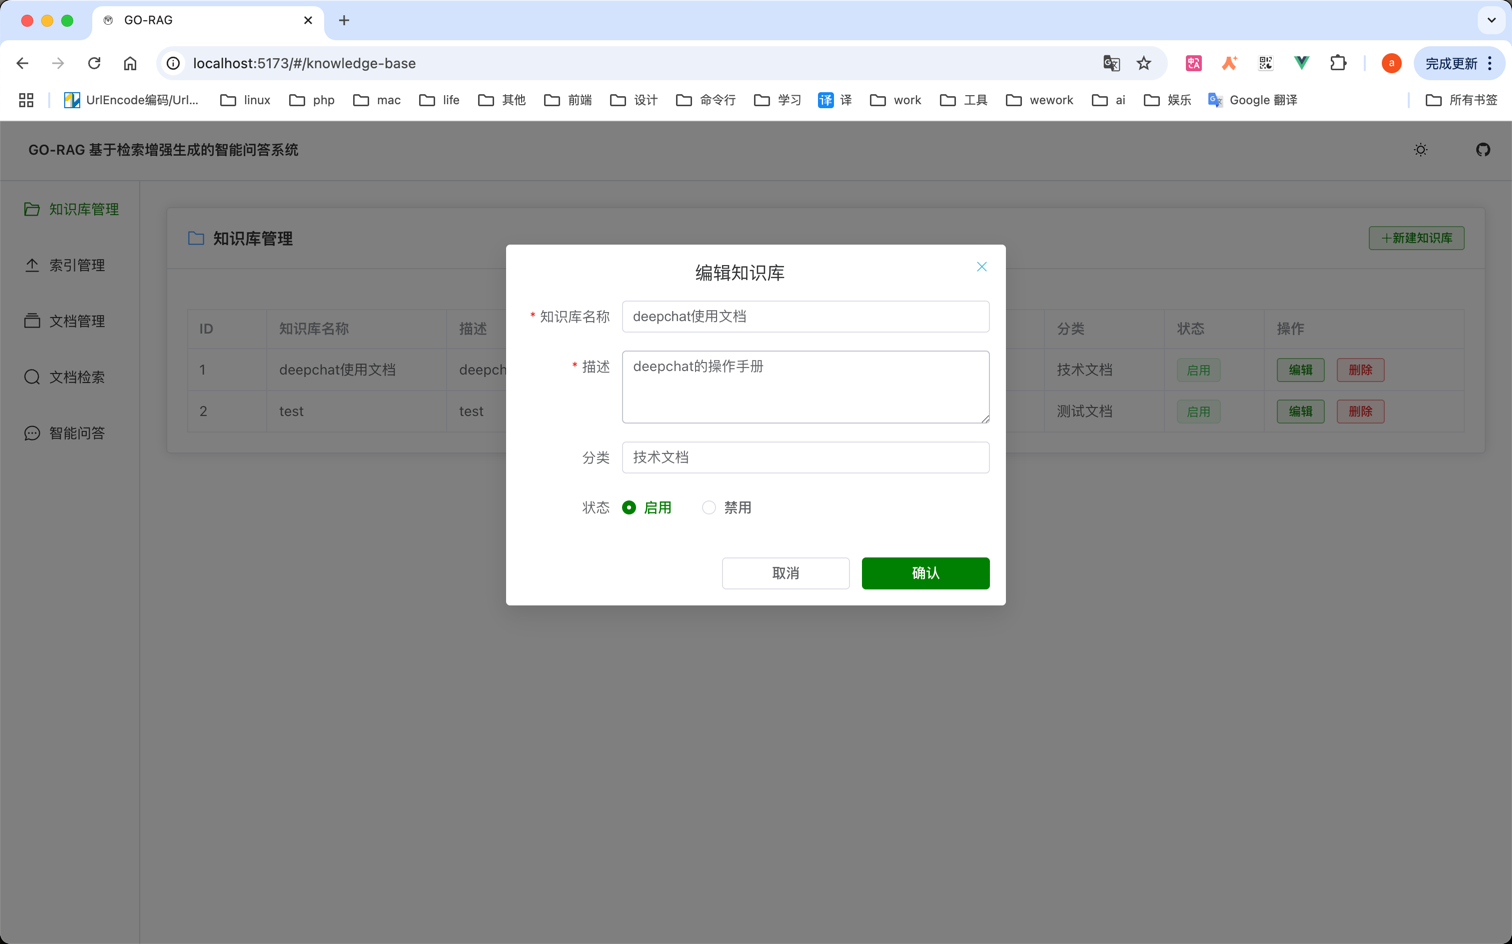 GO-RAG
localhost:5173/#/knowledge-base
a
完成更新
UrlEncode编码/Url...
linux
php
mac
life
其他
前端
设计
命令行
学习
译 译
work
工具
wework
ai
娱乐
Google 翻译
所有书签
GO-RAG 基于检索增强生成的智能问答系统
知识库管理
索引管理
文档管理
文档检索
智能问答
知识库管理
+新建知识库
ID 知识库名称 描述 分类 状态 操作
1 deepchat使用文档 deepch 技术文档 启用 编辑 删除
2 test test 测试文档 启用 编辑 删除
编辑知识库
* 知识库名称 deepchat使用文档
* 描述 deepchat的操作手册
分类 技术文档
状态 启用 禁用
取消 确认